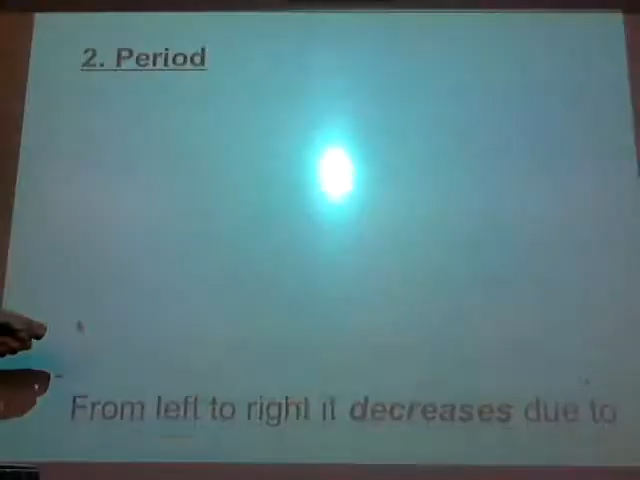 2. Period
From left to right it decreases due to